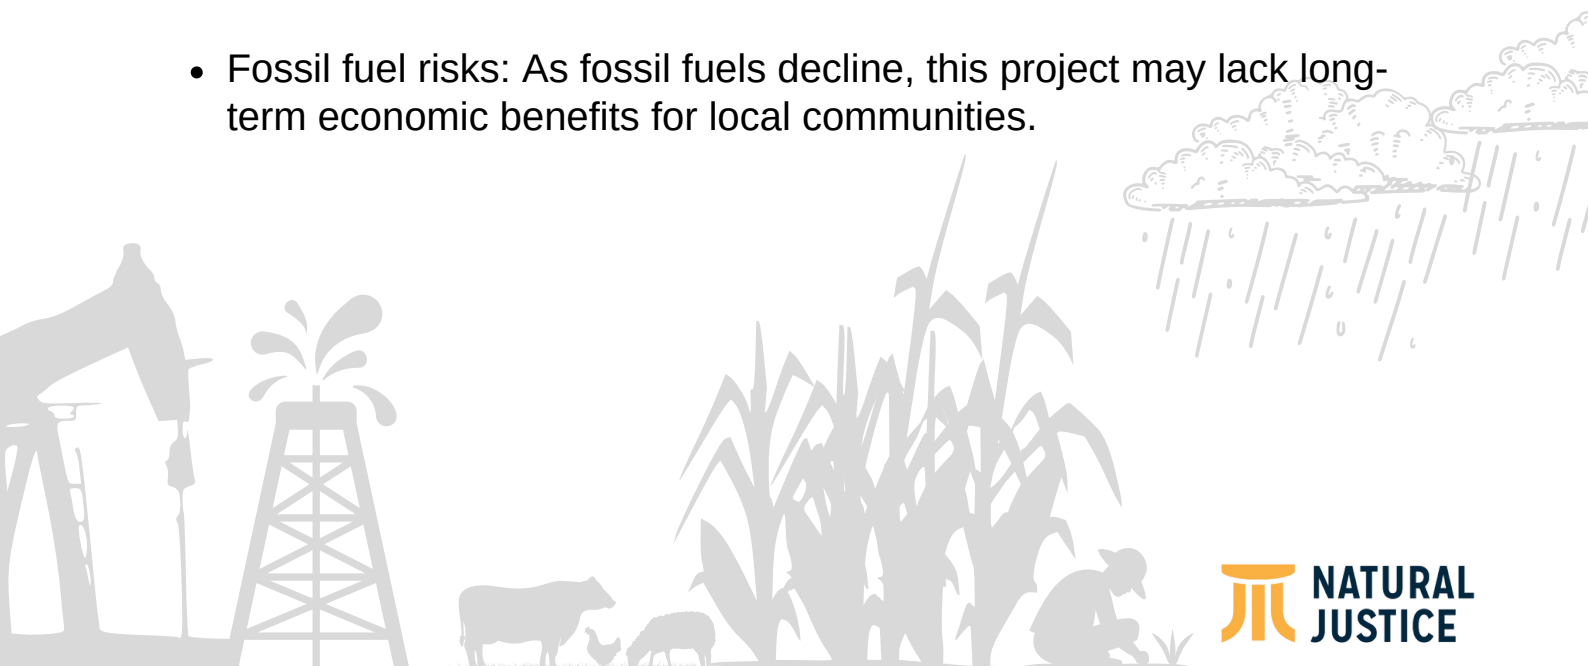 • Fossil fuel risks: As fossil fuels decline, this project may lack long-
term economic benefits for local communities.
NATURAL
JUSTICE